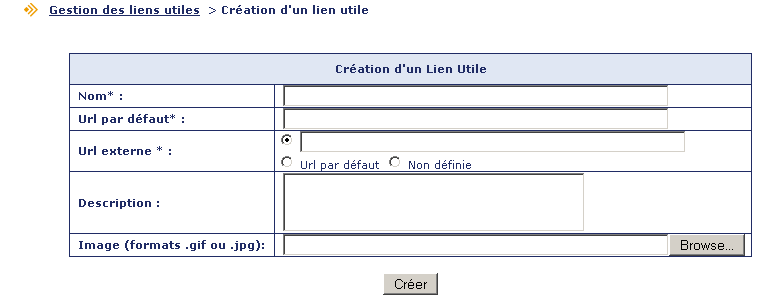 Gestion des liens utiles > Création d'un lien utile
Création d'un Lien Utile
Nom* :
Url par défaut* :
Url externe * :
Url par défaut Non définie
Description :
Image (formats .gif ou .jpg): Browse...
Créer